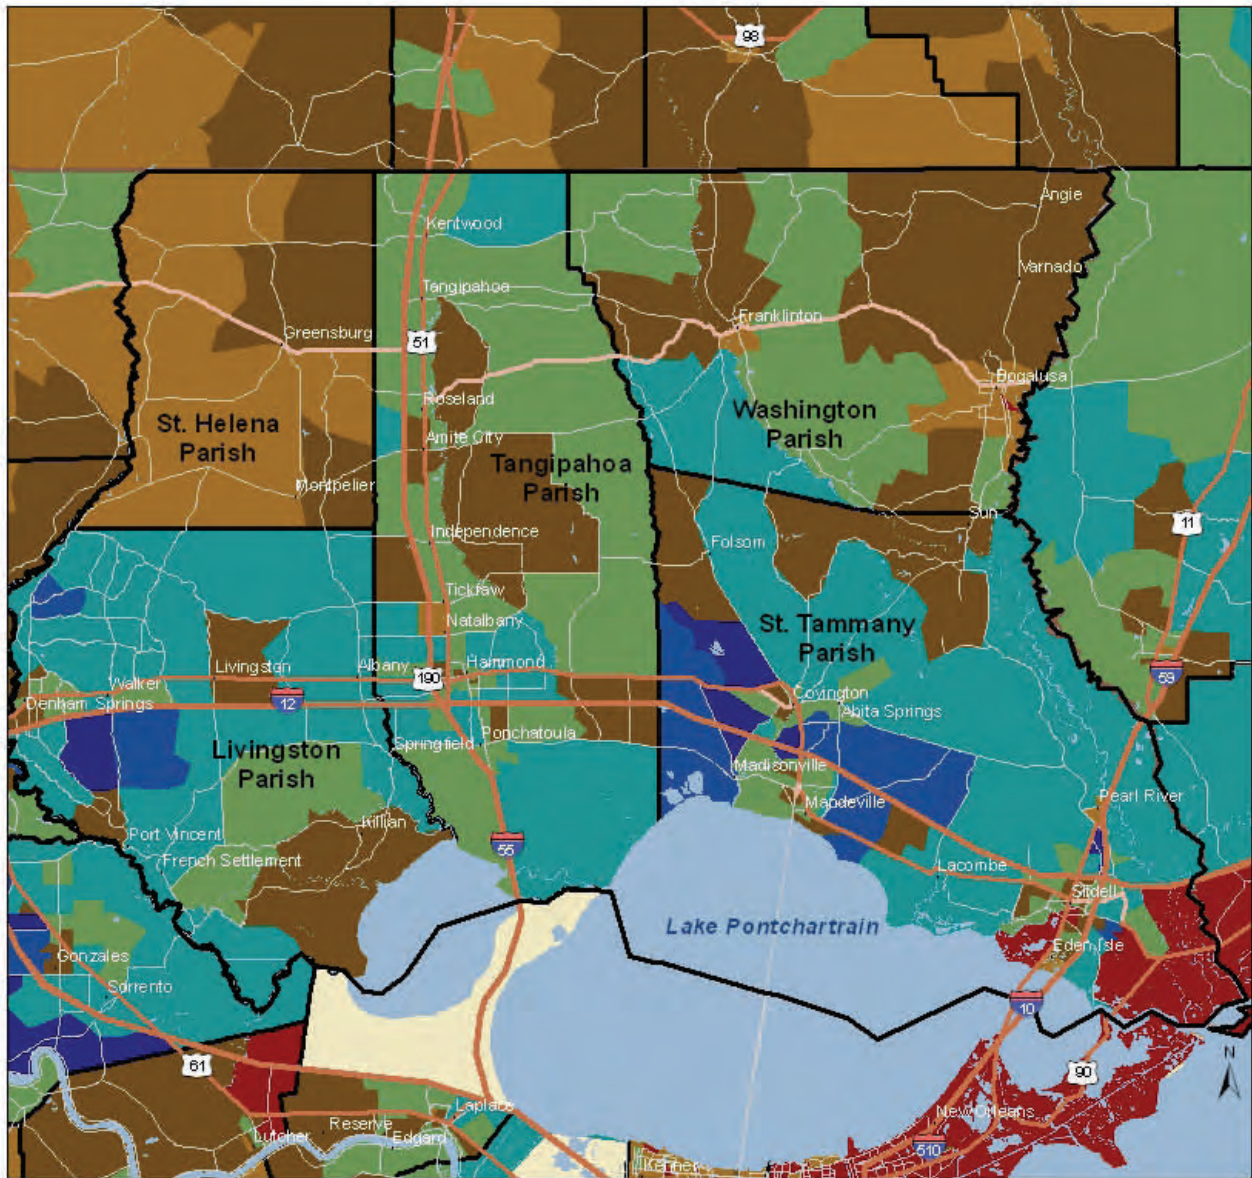 98
Angie
Kentwood
Varnado
Tangipahoa
Franklinton
Greensburg
51
Bogalusa
Roseland
Washington
Parish
St. Helena
Parish
Amite City
Tangipahoa
Parish
Montpelier
Sun
11
Independence
Folsom
Tickfaw
Natalbany
St. Tammany
Parish
Livingston
Albany
Hammond
190
59
Walker
Covington
Denham Springs
12
Abita Springs
Ponchatoula
Springfield
Livingston
Parish
Madisonville
Mandeville
Pearl River
Killian
Port Vincent
French Settlement
55
Lacombe
Slidell
Lake Pontchartrain
Eden Isle
Gonzales
Sorrento
10
N
61
90
Laplace
New Orleans
Reserve
Lutcher
Edgard
510
Kenner